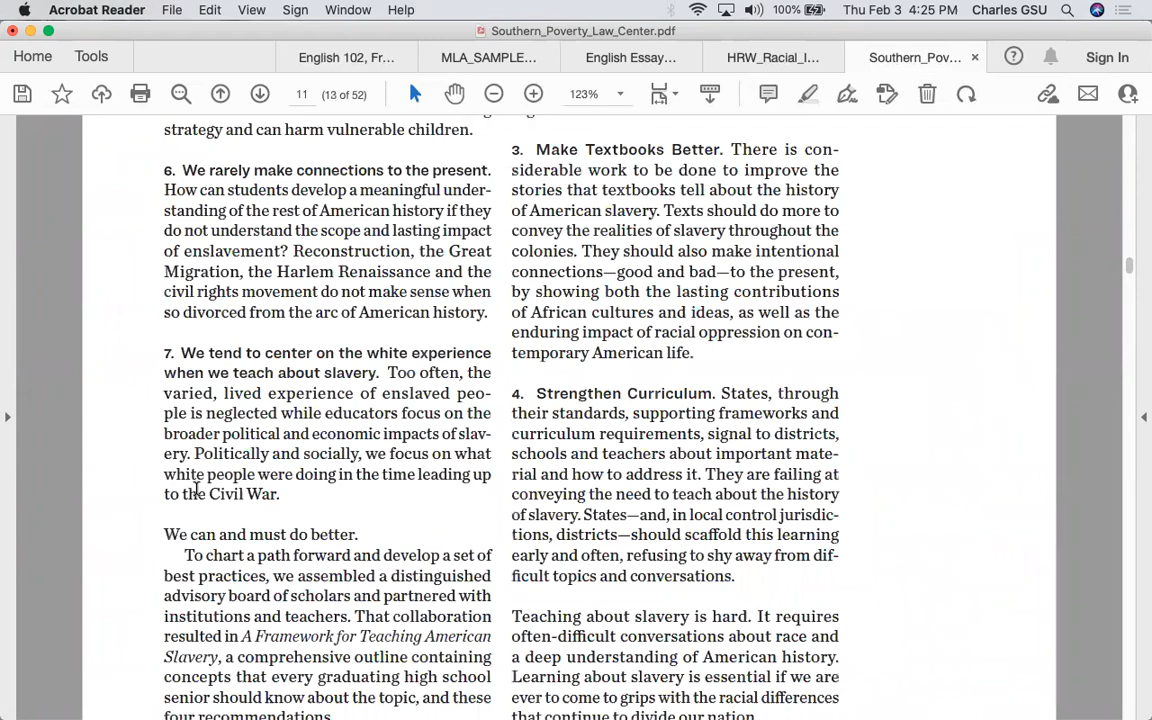 Acrobat Reader File Edit View Sign Window Help 100% Thu Feb 3 4:25 PM Charles GSU
Southern_Poverty_Law_Center.pdf
Home Tools English 102, Fr... MLA_SAMPLE... English Essay... HRW_Racial_I... Southern_Pov... × ? Sign In
11 (13 of 52) 123%
strategy and can harm vulnerable children.
6. We rarely make connections to the present.
How can students develop a meaningful under-
standing of the rest of American history if they
do not understand the scope and lasting impact
of enslavement? Reconstruction, the Great
Migration, the Harlem Renaissance and the
civil rights movement do not make sense when
so divorced from the arc of American history.
7. We tend to center on the white experience
when we teach about slavery. Too often, the
varied, lived experience of enslaved peo-
ple is neglected while educators focus on the
broader political and economic impacts of slav-
ery. Politically and socially, we focus on what
white people were doing in the time leading up
to the Civil War.
We can and must do better.
To chart a path forward and develop a set of
best practices, we assembled a distinguished
advisory board of scholars and partnered with
institutions and teachers. That collaboration
resulted in A Framework for Teaching American
Slavery, a comprehensive outline containing
concepts that every graduating high school
senior should know about the topic, and these
four recommendations.
3. Make Textbooks Better. There is con-
siderable work to be done to improve the
stories that textbooks tell about the history
of American slavery. Texts should do more to
convey the realities of slavery throughout the
colonies. They should also make intentional
connections—good and bad—to the present,
by showing both the lasting contributions
of African cultures and ideas, as well as the
enduring impact of racial oppression on con-
temporary American life.
4. Strengthen Curriculum. States, through
their standards, supporting frameworks and
curriculum requirements, signal to districts,
schools and teachers about important mate-
rial and how to address it. They are failing at
conveying the need to teach about the history
of slavery. States—and, in local control jurisdic-
tions, districts—should scaffold this learning
early and often, refusing to shy away from dif-
ficult topics and conversations.
Teaching about slavery is hard. It requires
often-difficult conversations about race and
a deep understanding of American history.
Learning about slavery is essential if we are
ever to come to grips with the racial differences
that continue to divide our nation.